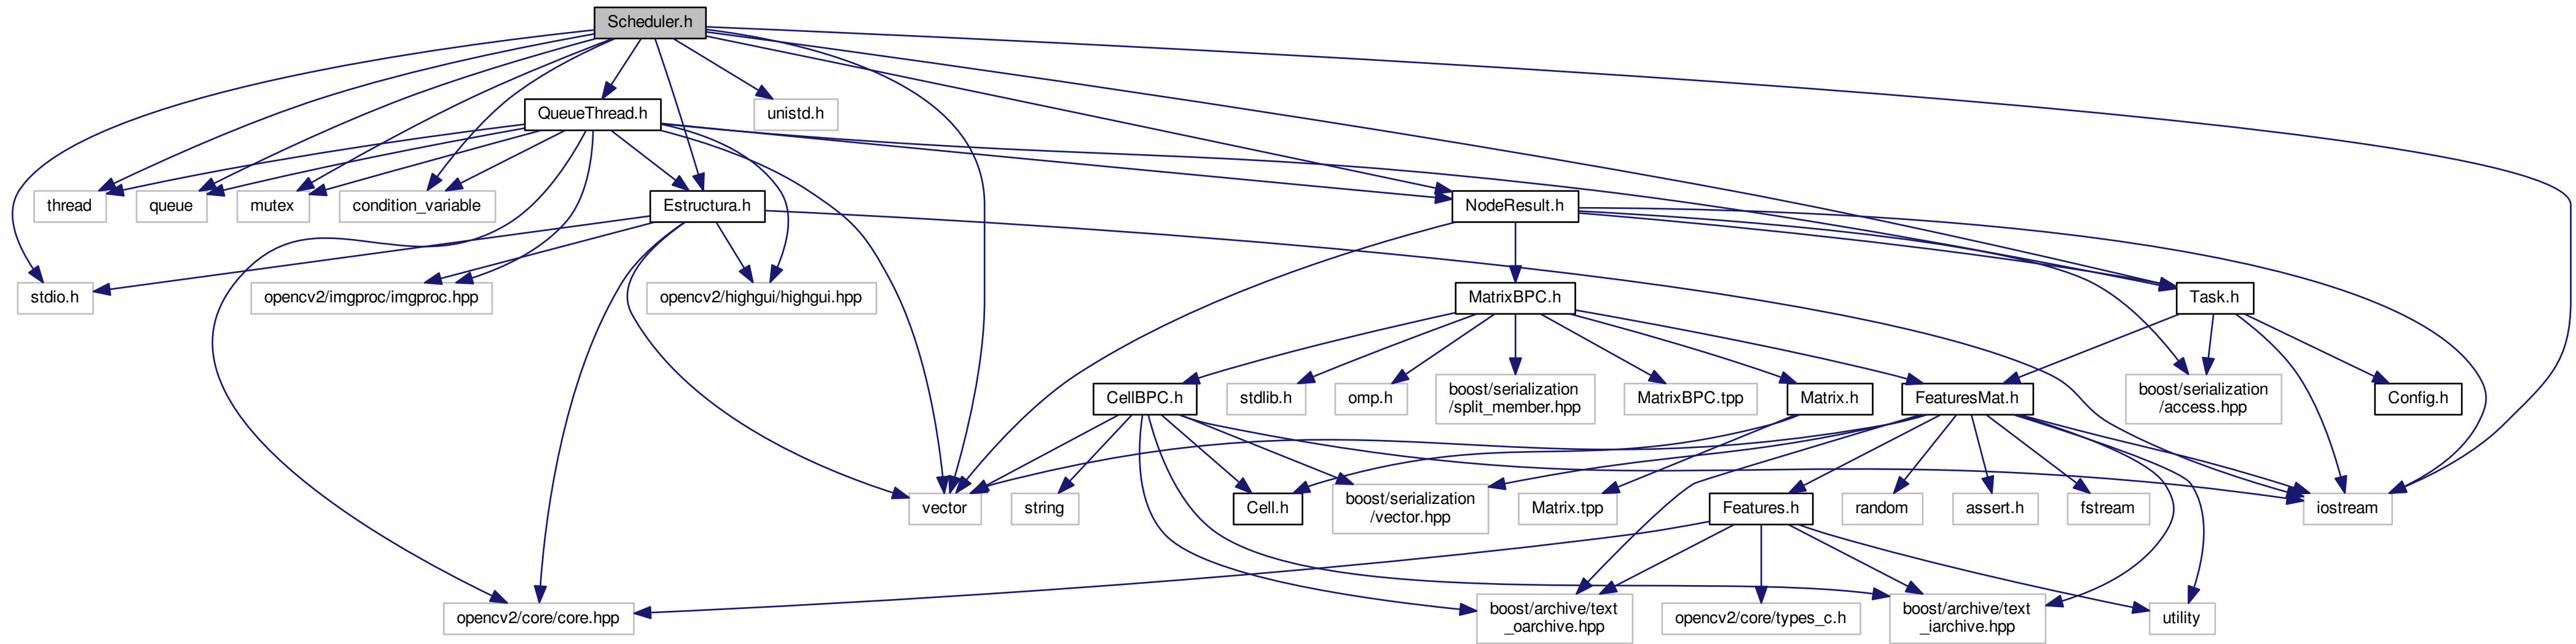 Scheduler.h
QueueThread.h
unistd.h
thread
queue
mutex
condition_variable
Estructura.h
NodeResult.h
stdio.h
opencv2/imgproc/imgproc.hpp
opencv2/highgui/highgui.hpp
MatrixBPC.h
Task.h
CellBPC.h
stdlib.h
omp.h
boost/serialization
/split_member.hpp
MatrixBPC.tpp
Matrix.h
FeaturesMat.h
boost/serialization
/access.hpp
Config.h
vector
string
Cell.h
boost/serialization
/vector.hpp
Matrix.tpp
Features.h
random
assert.h
fstream
iostream
opencv2/core/core.hpp
boost/archive/text
_oarchive.hpp
opencv2/core/types_c.h
boost/archive/text
_iarchive.hpp
utility